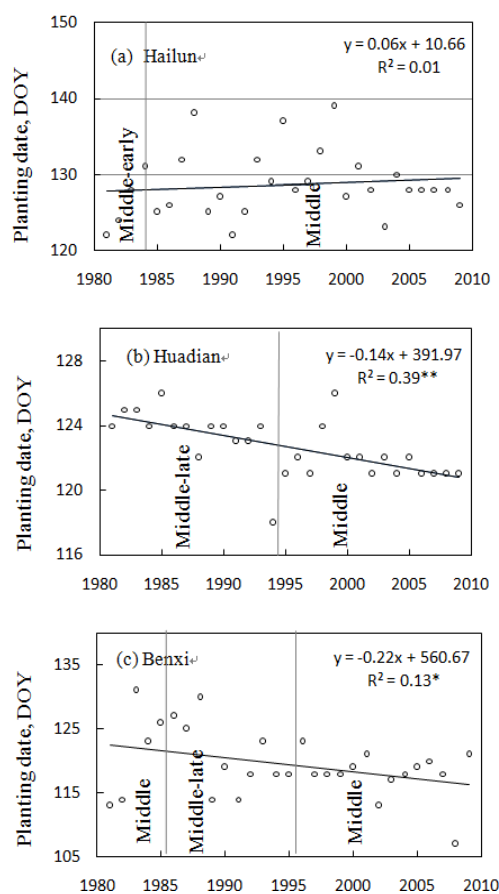 150
(a) Hailun↵
y = 0.06x + 10.66
R² = 0.01
140
Planting date, DOY
Middle-early
130
Middle
120
1980 1985 1990 1995 2000 2005 2010
128
(b) Huadian↵
y = -0.14x + 391.97
R² = 0.39**
124
Planting date, DOY
120
Middle-late
Middle
116
1980 1985 1990 1995 2000 2005 2010
135
(c) Benxi↵
y = -0.22x + 560.67
R² = 0.13*
125
Planting date, DOY
115
Middle
Middle-late
Middle
105
1980 1985 1990 1995 2000 2005 2010